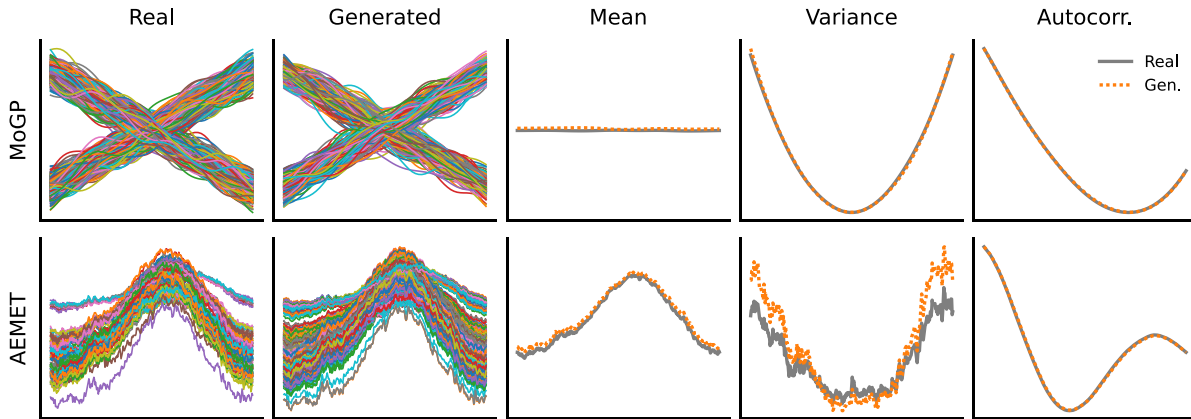 Real
Generated
Mean
Variance
Autocorr.
MoGP
Real
Gen.
AEMET